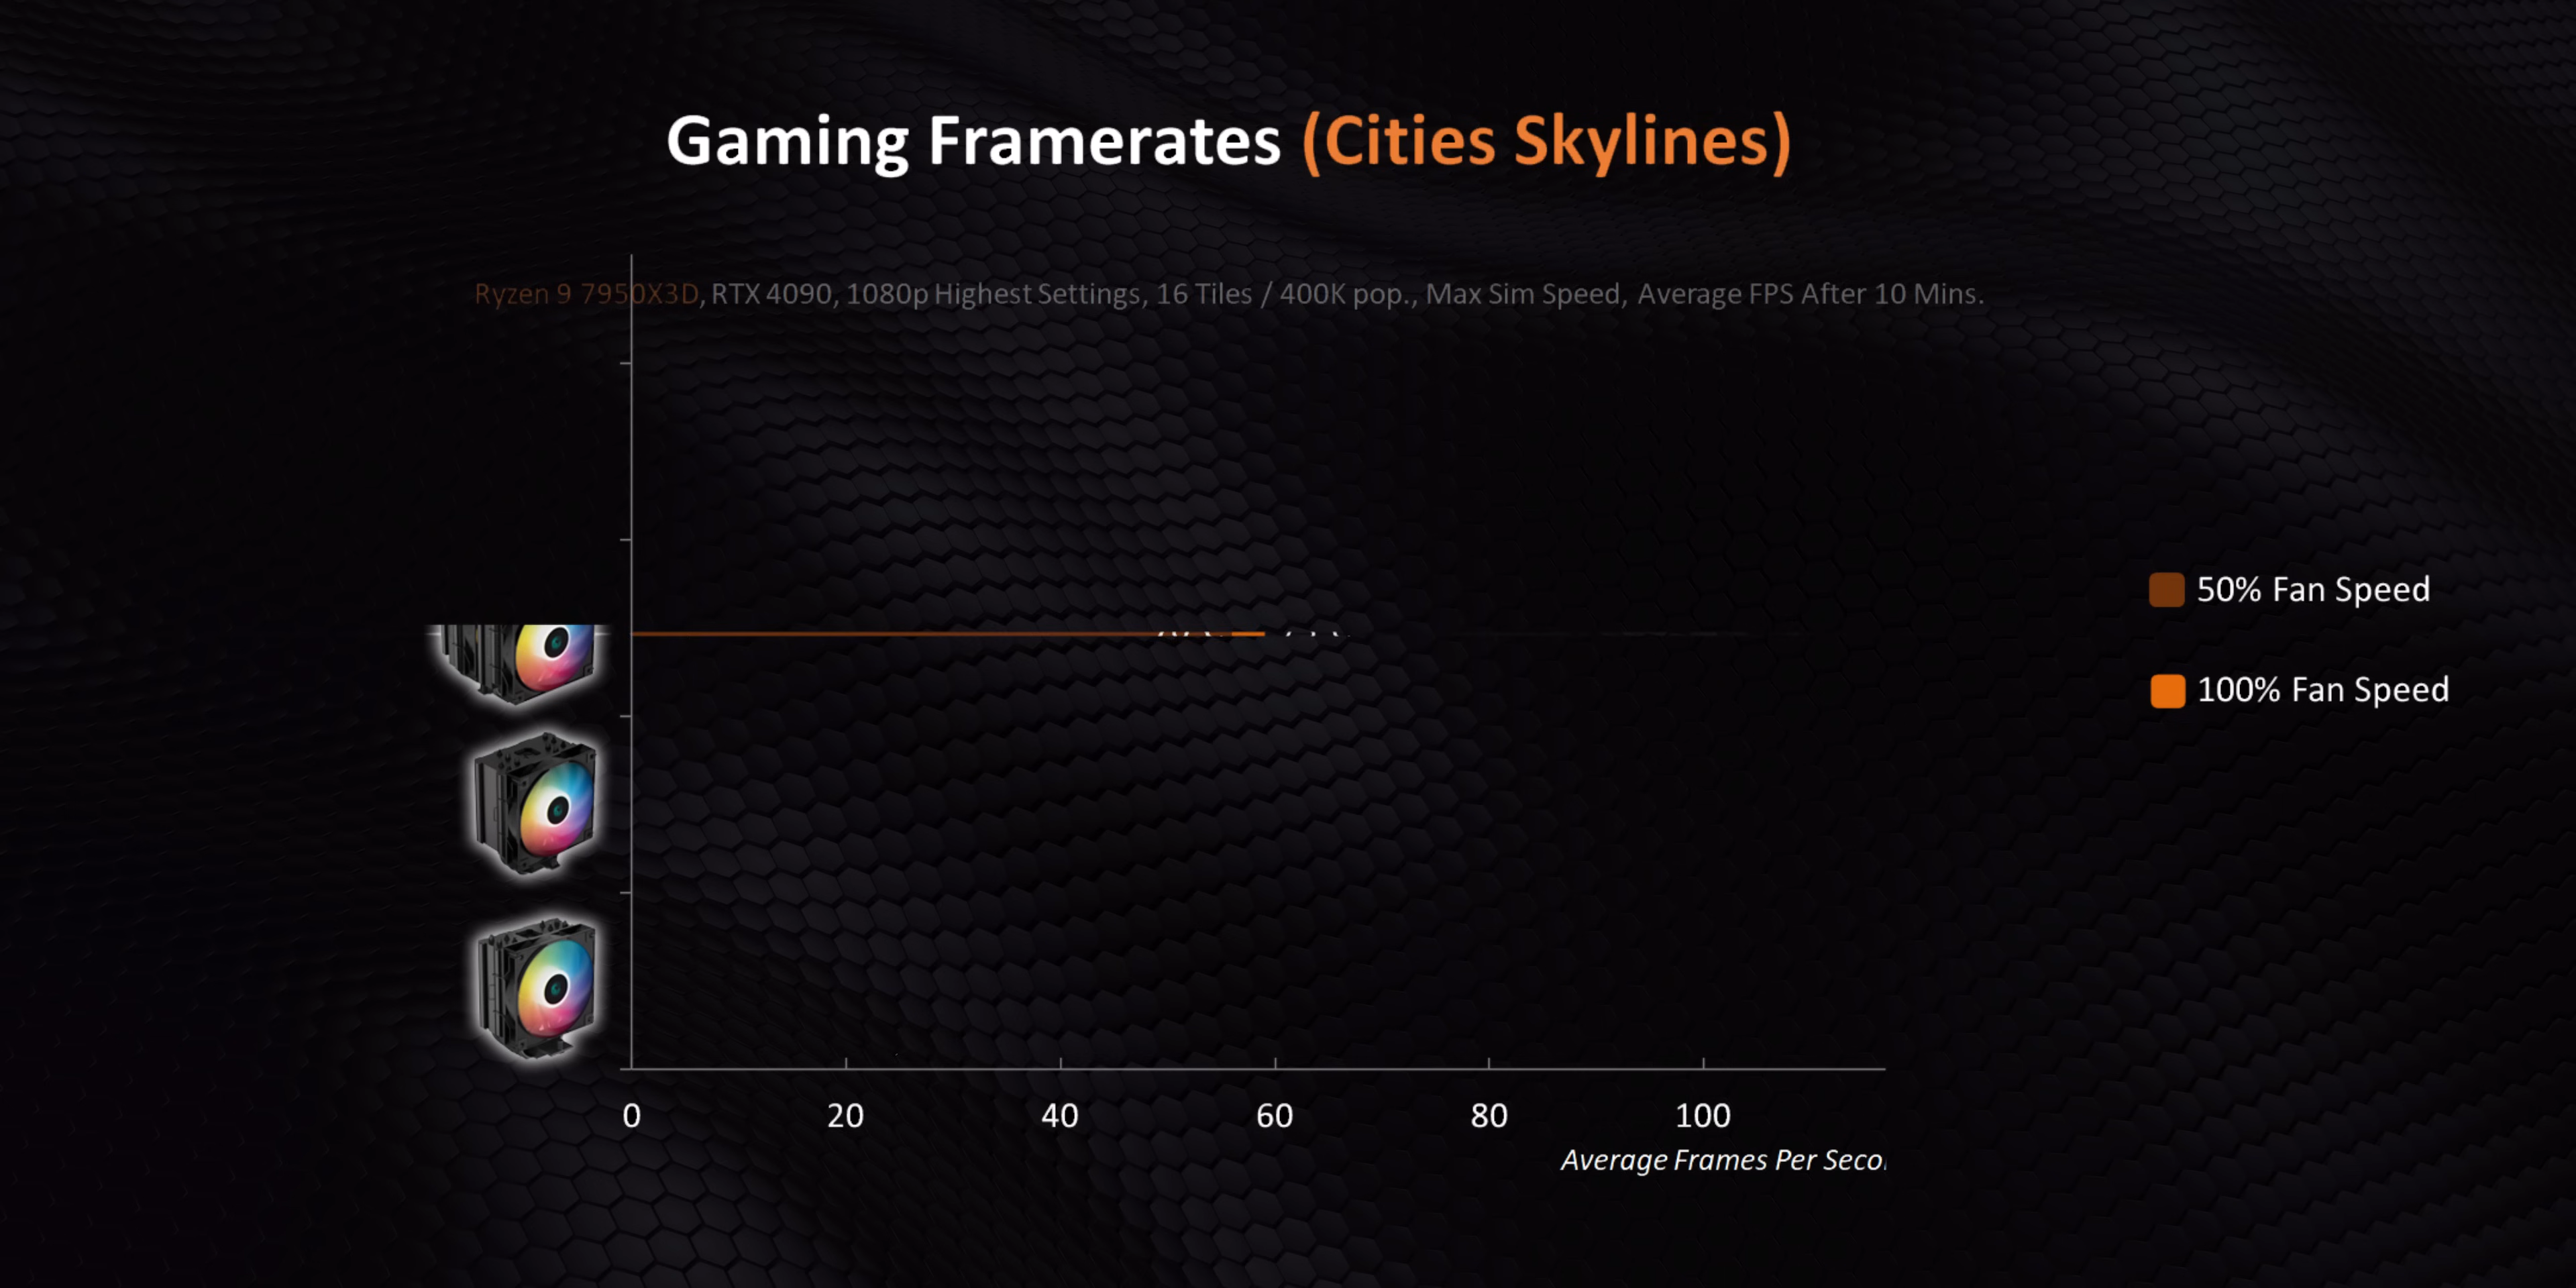 Gaming Framerates (Cities Skylines)
Ryzen 9 7950X3D, RTX 4090, 1080p Highest Settings, 16 Tiles / 400K pop., Max Sim Speed, Average FPS After 10 Mins.
50% Fan Speed
100% Fan Speed
0 20 40 60 80 100
Average Frames Per Seco